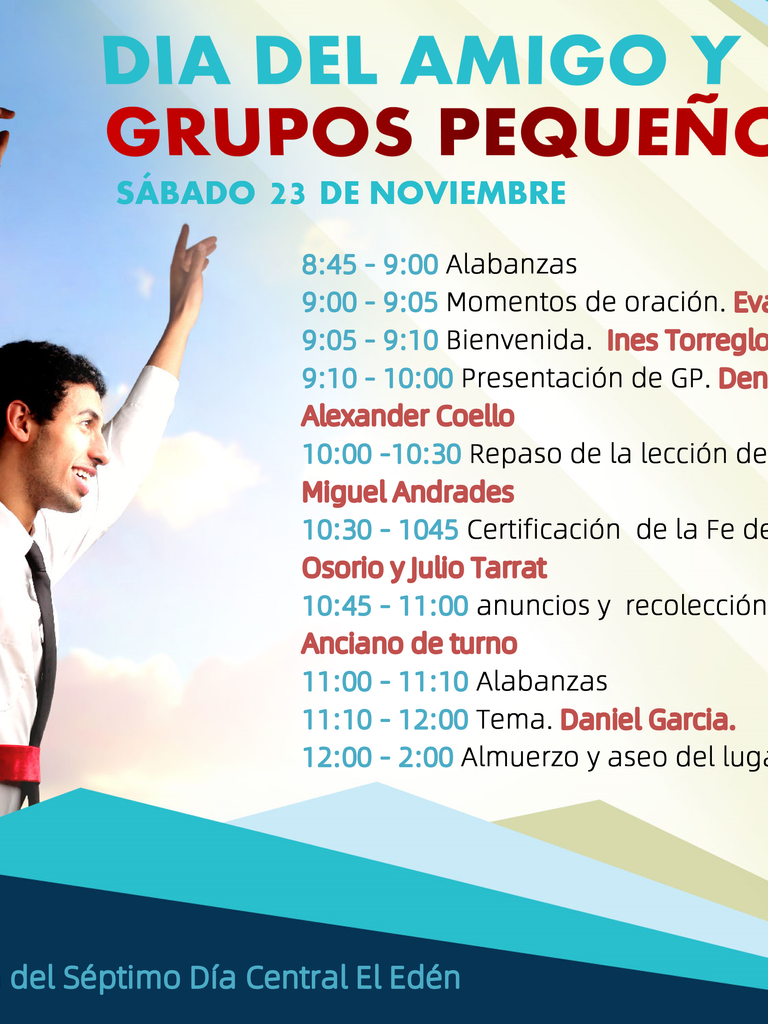 DIA DEL AMIGO Y
GRUPOS PEQUEÑO
SÁBADO 23 DE NOVIEMBRE
8:45 - 9:00 Alabanzas
9:00 - 9:05 Momentos de oración. Eva
9:05 - 9:10 Bienvenida. Ines Torreglo
9:10 - 10:00 Presentación de GP. Den
Alexander Coello
10:00 -10:30 Repaso de la lección de
Miguel Andrades
10:30 - 1045 Certificación de la Fe de
Osorio y Julio Tarrat
10:45 - 11:00 anuncios y recolección
Anciano de turno
11:00 - 11:10 Alabanzas
11:10 - 12:00 Tema. Daniel Garcia.
12:00 - 2:00 Almuerzo y aseo del luga
del Séptimo Día Central El Edén